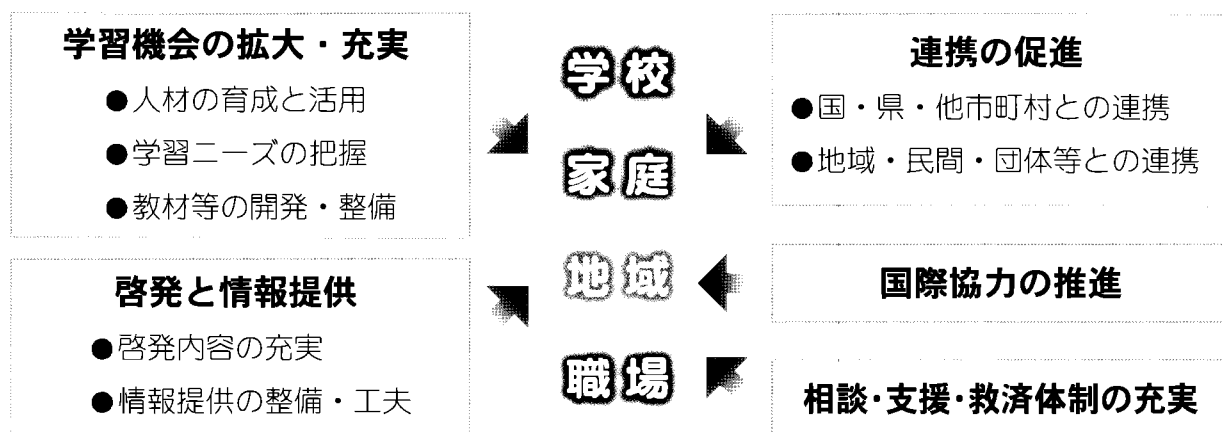 学習機会の拡大・充実
●人材の育成と活用
●学習ニーズの把握
●教材等の開発・整備
啓発と情報提供
●啓発内容の充実
●情報提供の整備・工夫
学校
家庭
地域
職場
連携の促進
●国・県・他市町村との連携
●地域・民間・団体等との連携
国際協力の推進
相談・支援・救済体制の充実